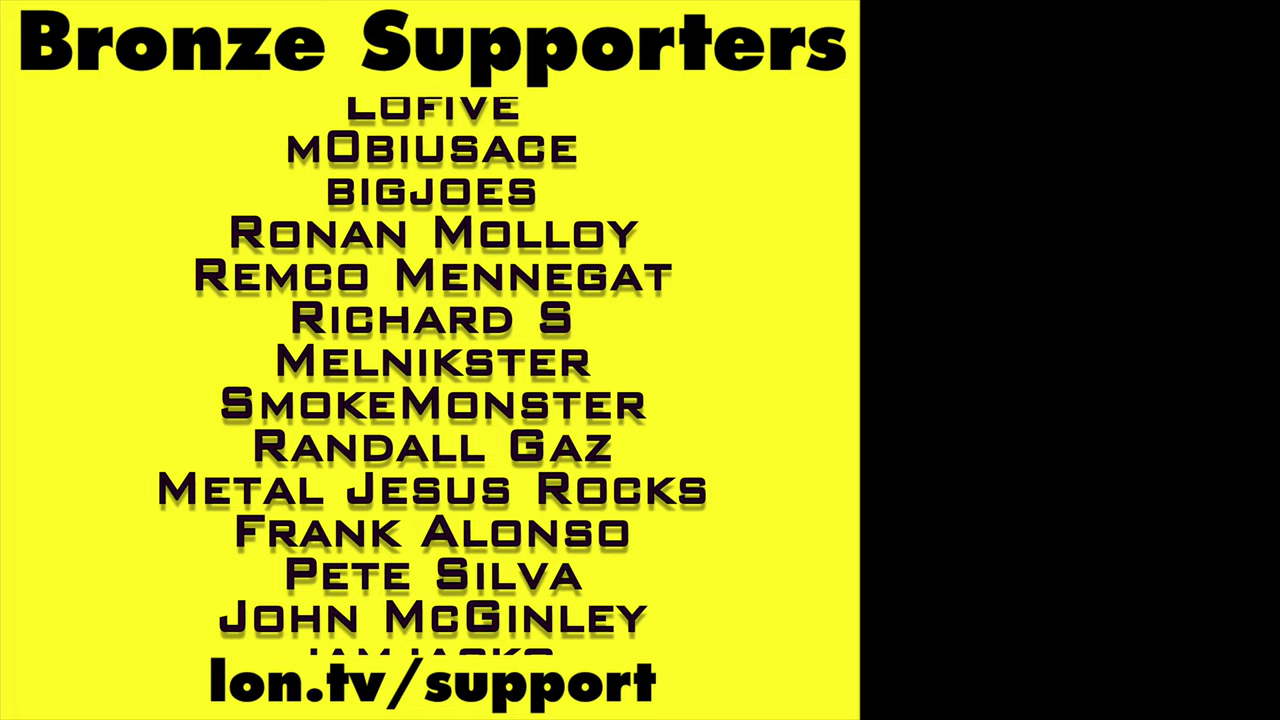 Bronze Supporters
LOFIVE
M0BIUSACE
BIGJOES
RONAN MOLLOY
REMCO MENNEGAT
RICHARD S
MELNIKSTER
SMOKEMONSTER
RANDALL GAZ
METAL JESUS ROCKS
FRANK ALONSO
PETE SILVA
JOHN MCGINLEY
lon.tv/support